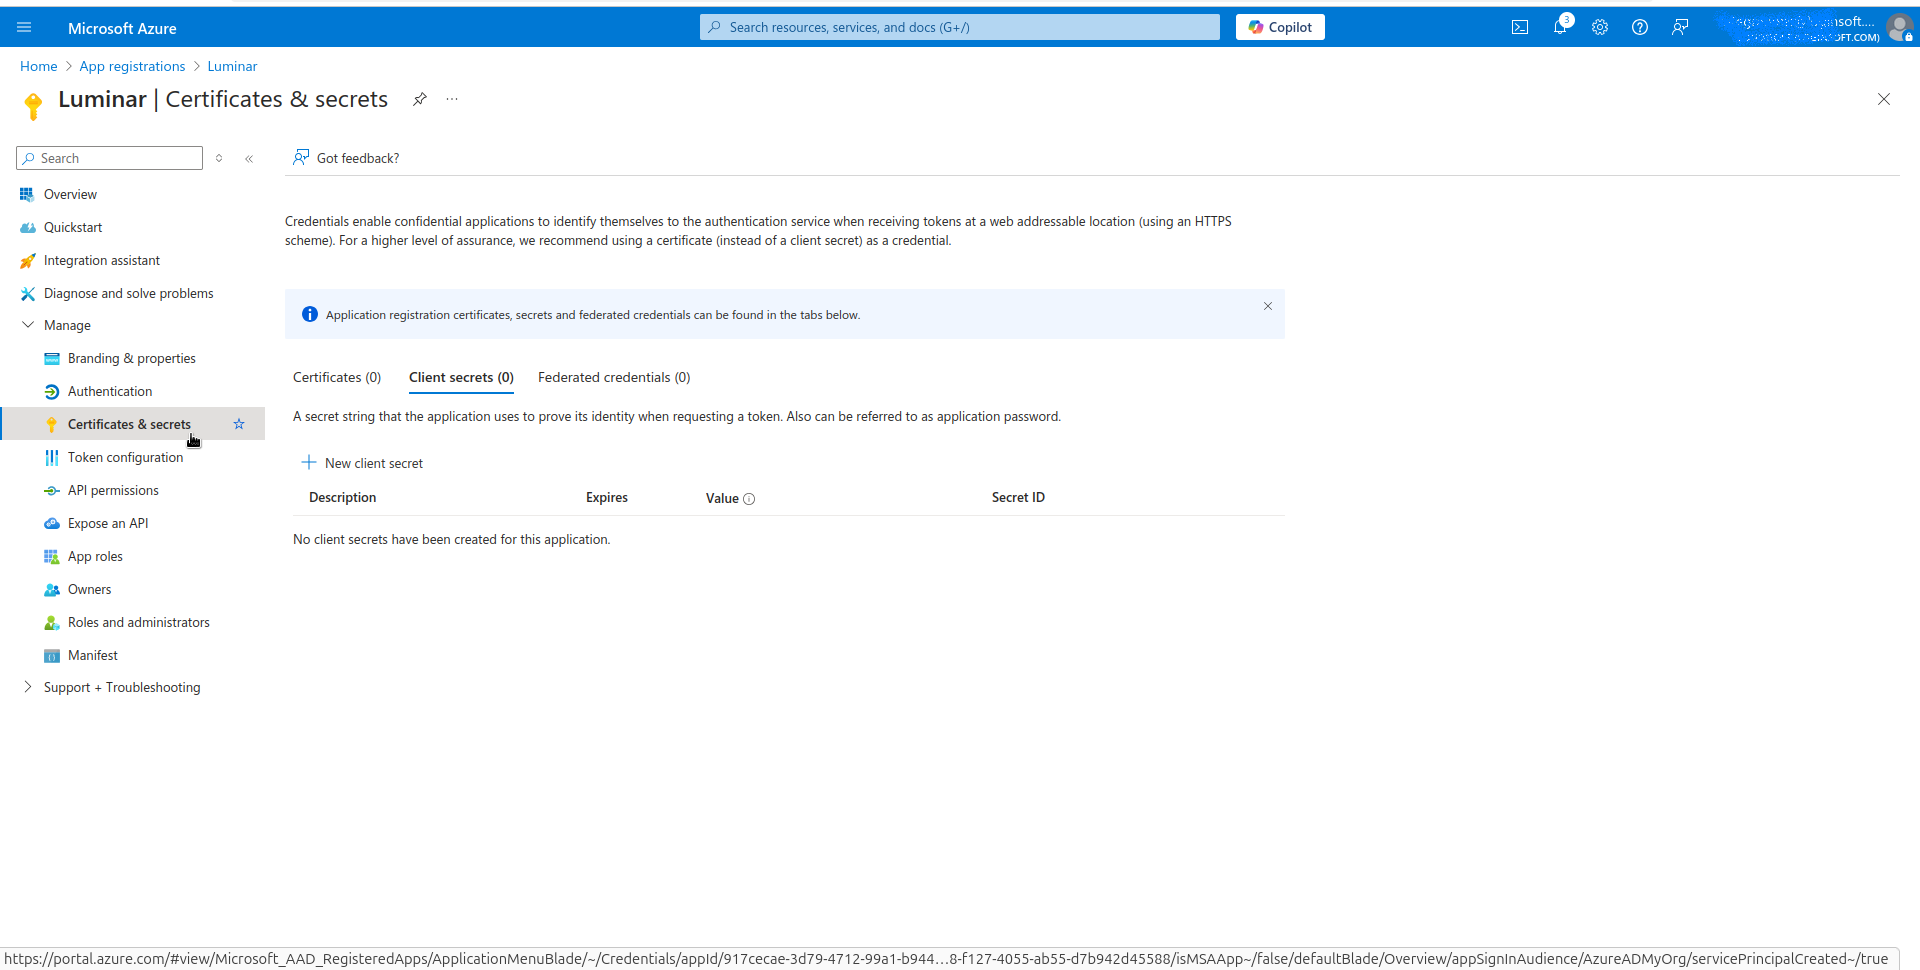 Microsoft Azure
Search resources, services, and docs (G+/)
Copilot
3
Home > App registrations > Luminar
Luminar | Certificates & secrets
...
Search
Got feedback?
Overview
Quickstart
Integration assistant
Diagnose and solve problems
Manage
Branding & properties
Authentication
Certificates & secrets
Token configuration
API permissions
Expose an API
App roles
Owners
Roles and administrators
Manifest
Support + Troubleshooting
Credentials enable confidential applications to identify themselves to the authentication service when receiving tokens at a web addressable location (using an HTTPS
scheme). For a higher level of assurance, we recommend using a certificate (instead of a client secret) as a credential.
Application registration certificates, secrets and federated credentials can be found in the tabs below.
Certificates (0) Client secrets (0) Federated credentials (0)
A secret string that the application uses to prove its identity when requesting a token. Also can be referred to as application password.
New client secret
Description Expires Value Secret ID
No client secrets have been created for this application.
https://portal.azure.com/#view/Microsoft_AAD_RegisteredApps/ApplicationMenuBlade/~/Credentials/appId/917cecae-3d79-4712-99a1-b944...8-f127-4055-ab55-d7b942d45588/isMSAApp~/false/defaultBlade/Overview/appSignInAudience/AzureADMyOrg/servicePrincipalCreated~/true